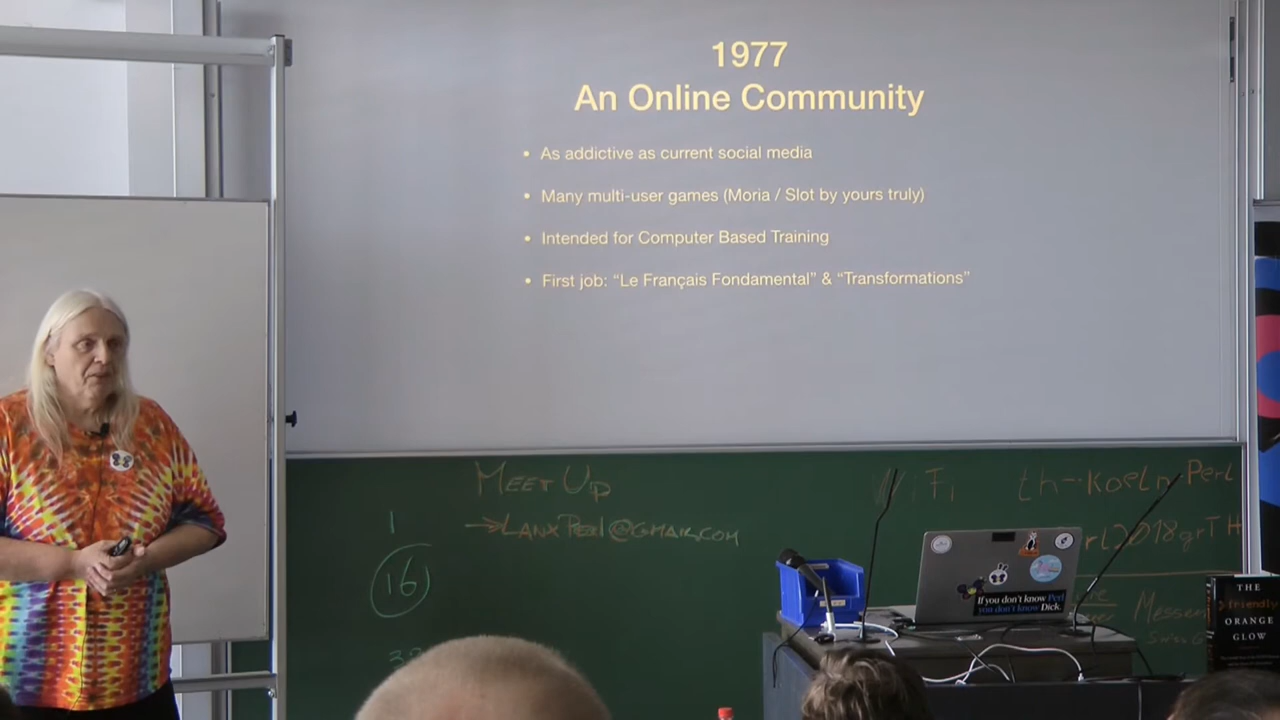 1977
An Online Community
• As addictive as current social media
• Many multi-user games (Moria / Slot by yours truly)
• Intended for Computer Based Training
• First job: “Le Français Fondamental” & “Transformations”
MEET UP
1
→LANXPerl@GMAIL.COM
16
WiFi
th-koeln Perl
If you don't know Perl
you don't know Dick.
THE
friendly
ORANGE
GLOW